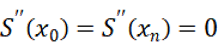 S''(x₀) = S''(xₙ) = 0